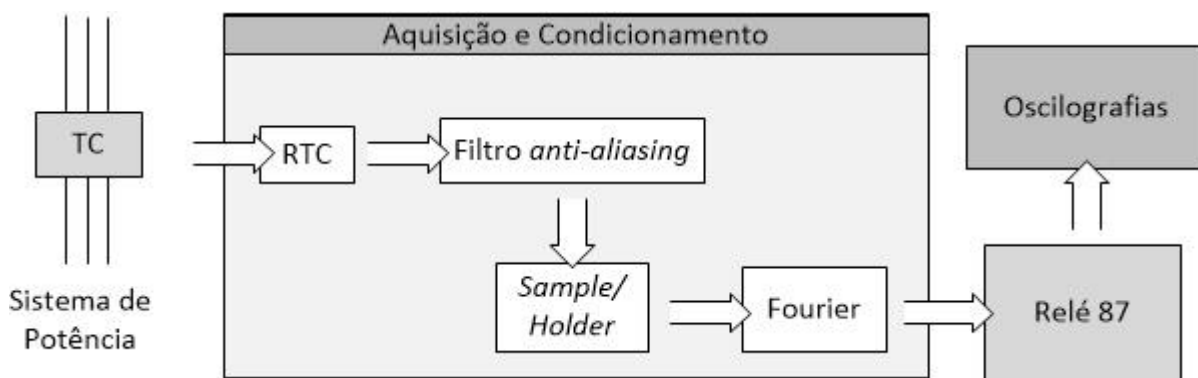 Aquisição e Condicionamento
TC
RTC
Filtro anti-aliasing
Oscilografias
Sistema de
Potência
Sample/
Holder
Fourier
Relé 87